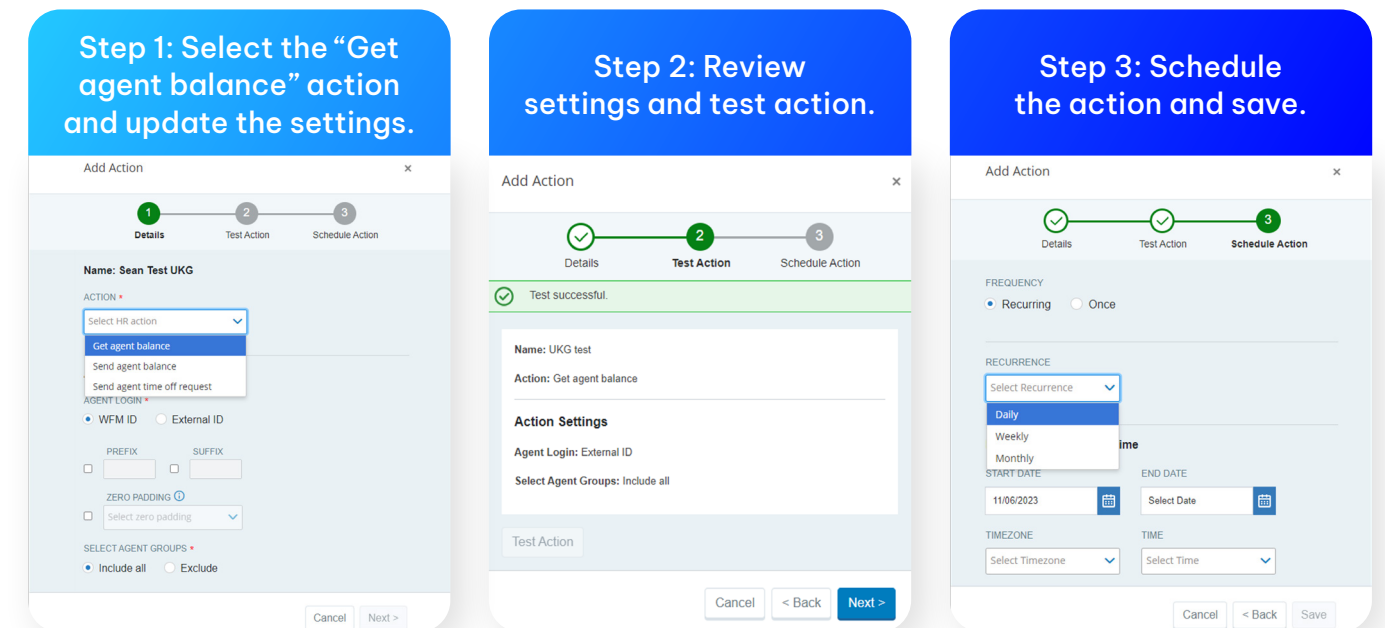 Step 1: Select the “Get
agent balance” action
and update the settings.
Add Action
×
1
2
3
Details
Test Action
Schedule Action
Name: Sean Test UKG
ACTION *
Select HR action
Get agent balance
Send agent balance
Send agent time off request
AGENT LOGIN *
WFM ID
External ID
PREFIX
SUFFIX
ZERO PADDING
Select zero padding
SELECT AGENT GROUPS *
Include all
Exclude
Cancel
Next >
Step 2: Review
settings and test action.
Add Action
×
2
3
Details
Test Action
Schedule Action
Test successful.
Name: UKG test
Action: Get agent balance
Action Settings
Agent Login: External ID
Select Agent Groups: Include all
Test Action
Cancel
< Back
Next >
Step 3: Schedule
the action and save.
Add Action
×
3
Details
Test Action
Schedule Action
FREQUENCY
Recurring
Once
RECURRENCE
Select Recurrence
Daily
Weekly
Monthly
ime
START DATE
END DATE
11/06/2023
Select Date
TIMEZONE
TIME
Select Timezone
Select Time
Cancel
< Back
Save